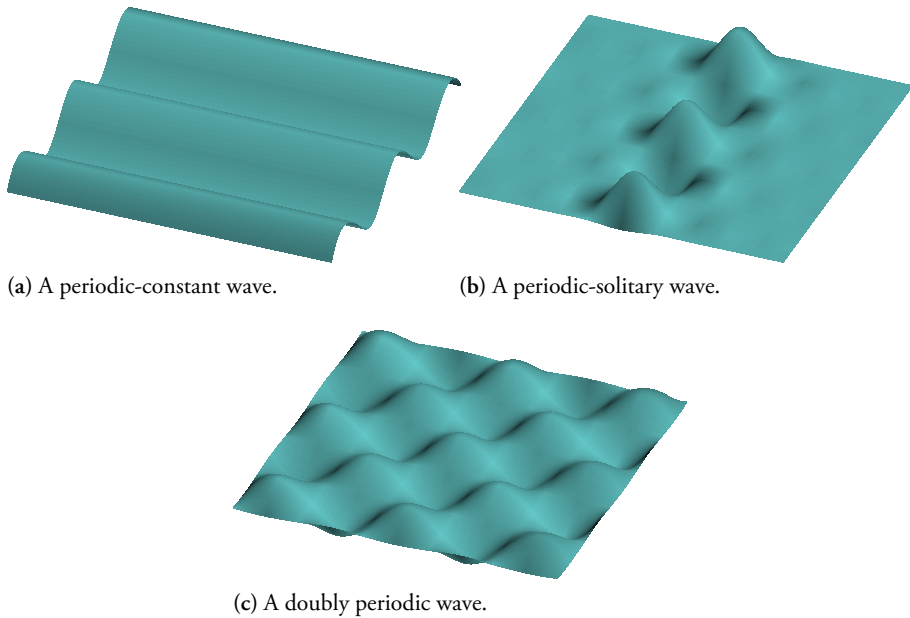 (a) A periodic-constant wave.
(b) A periodic-solitary wave.
(c) A doubly periodic wave.